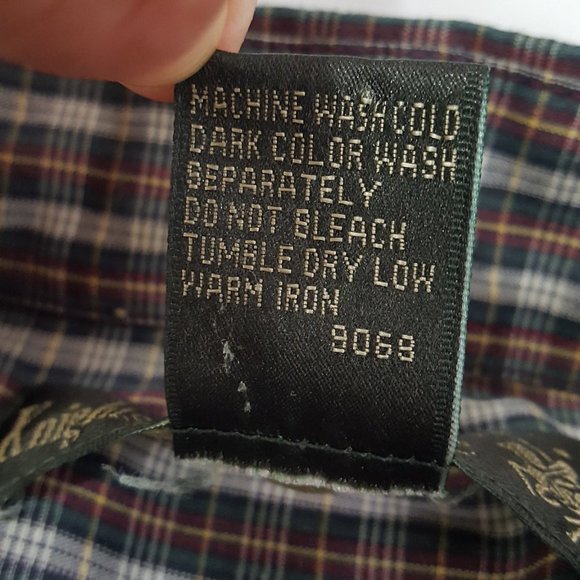 MACHINE WASH COLD
DARK COLOR WASH
SEPARATELY
DO NOT BLEACH
TUMBLE DRY LOW
WARM IRON
9069